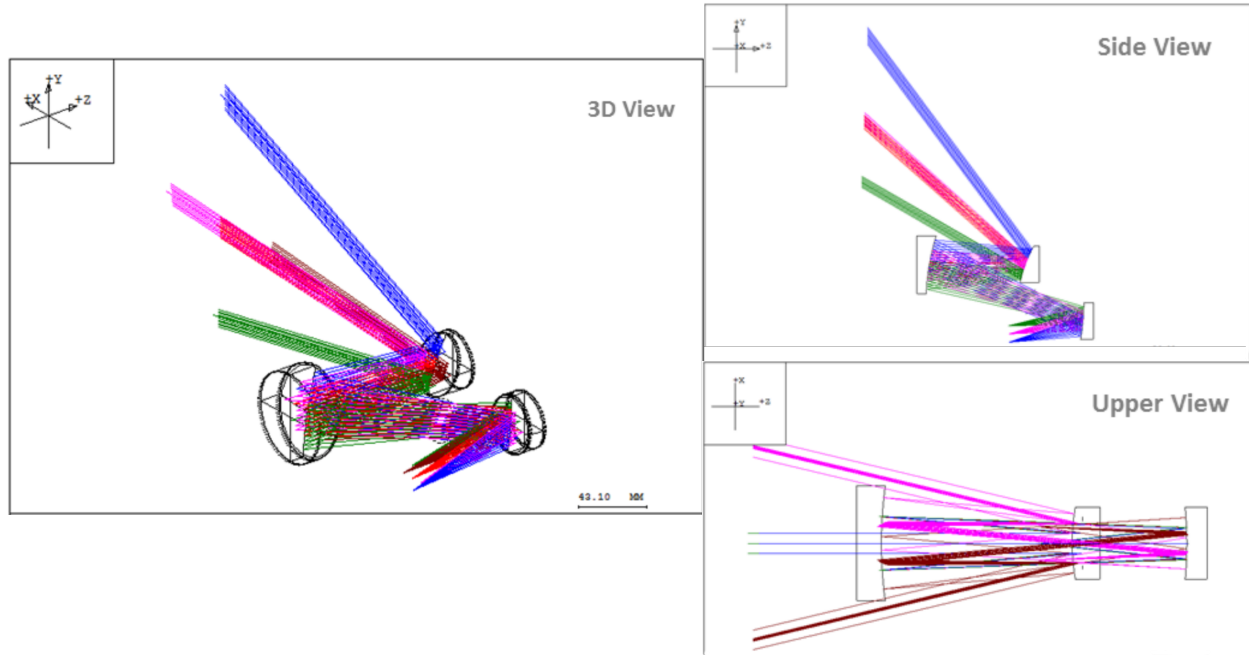 +Y
+X
+Z
3D View
43.10 MM
+Y
+X
+Z
Side View
+X
+Y
+Z
Upper View